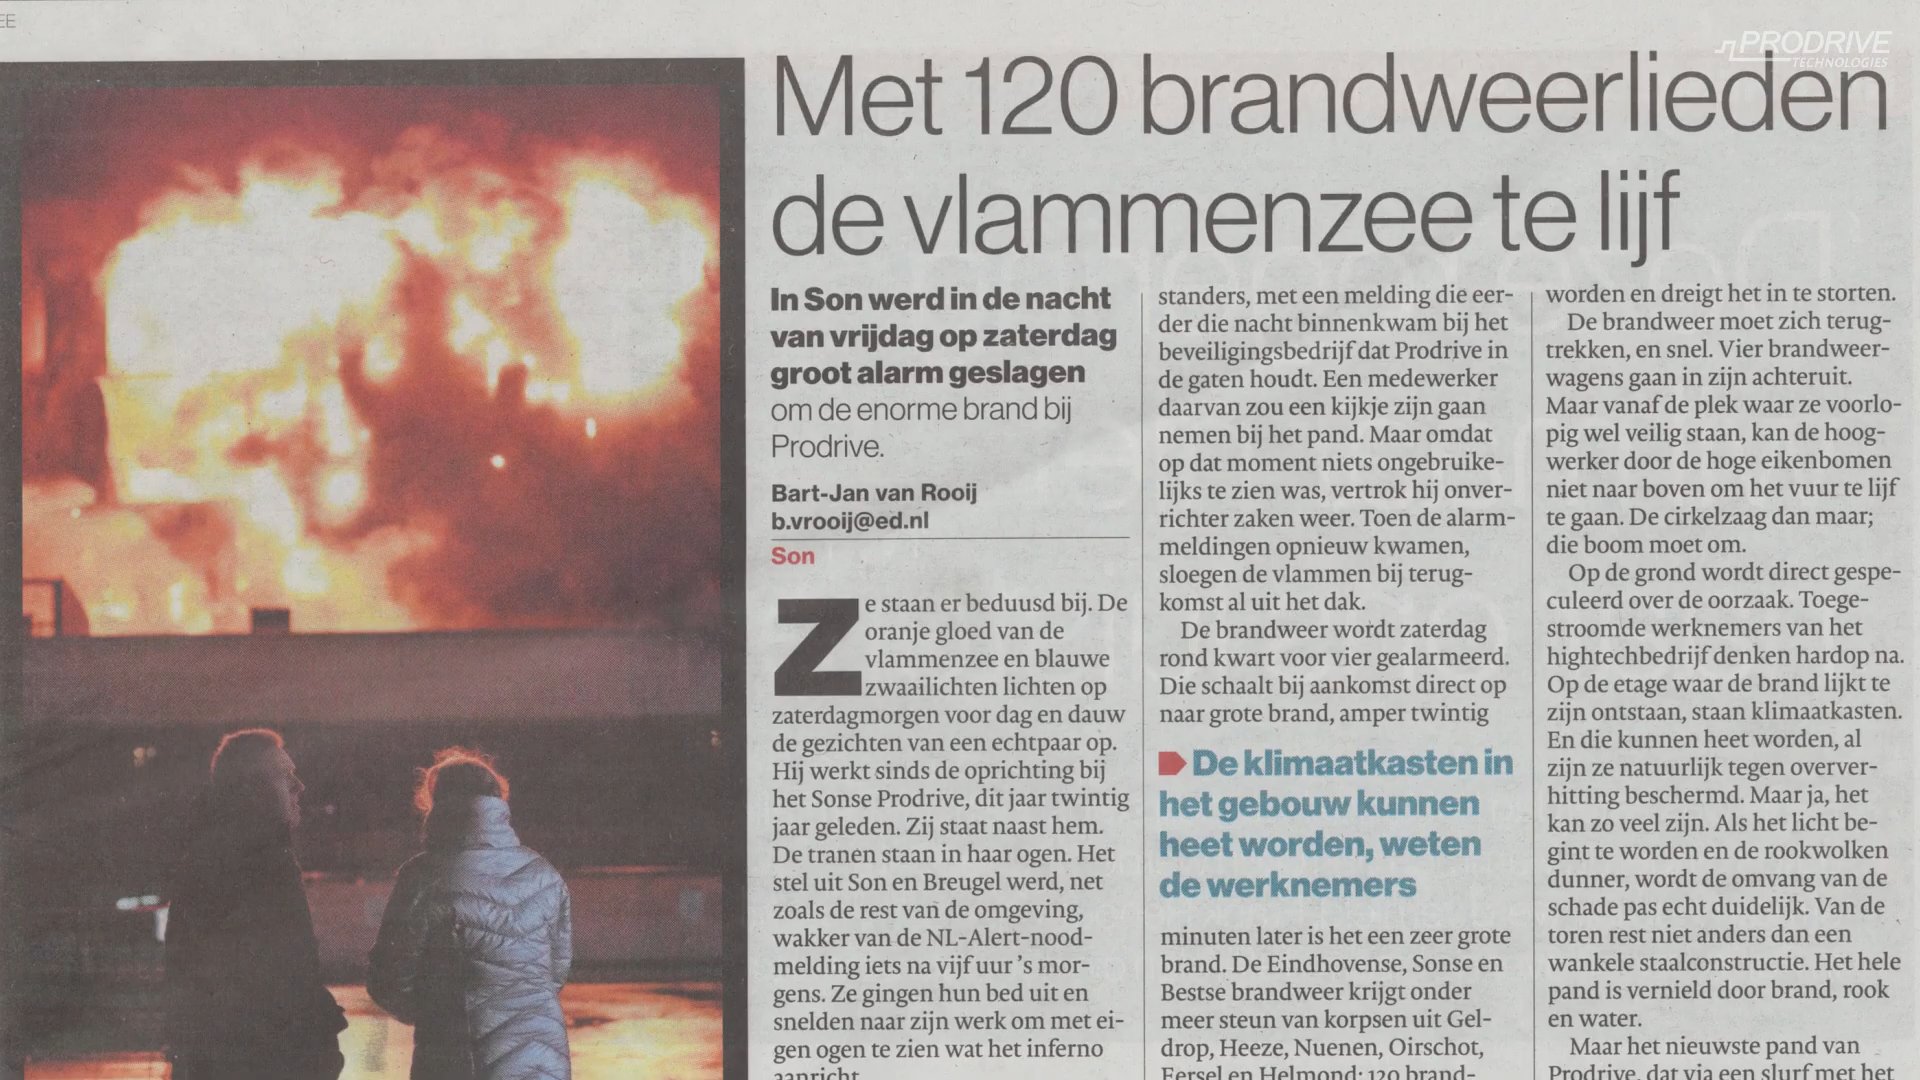 EE
PRODRIVE
TECHNOLOGIES
Met 120 brandweerlieden
de vlammenzee te lijf
In Son werd in de nacht
van vrijdag op zaterdag
groot alarm geslagen
om de enorme brand bij
Prodrive.
Bart-Jan van Rooij
b.vrooij@ed.nl
Son
Ze staan er beduusd bij. De
oranje gloed van de
vlammenzee en blauwe
zwaailichten lichten op
zaterdagmorgen voor dag en dauw
de gezichten van een echtpaar op.
Hij werkt sinds de oprichting bij
het Sonse Prodrive, dit jaar twintig
jaar geleden. Zij staat naast hem.
De tranen staan in haar ogen. Het
stel uit Son en Breugel werd, net
zoals de rest van de omgeving,
wakker van de NL-Alert-nood-
melding iets na vijf uur 's mor-
gens. Ze gingen hun bed uit en
snelden naar zijn werk om met ei-
gen ogen te zien wat het inferno
aanricht.
standers, met een melding die eer-
der die nacht binnenkwam bij het
beveiligingsbedrijf dat Prodrive in
de gaten houdt. Een medewerker
daarvan zou een kijkje zijn gaan
nemen bij het pand. Maar omdat
op dat moment niets ongebruike-
lijks te zien was, vertrok hij onver-
richter zaken weer. Toen de alarm-
meldingen opnieuw kwamen,
sloegen de vlammen bij terug-
komst al uit het dak.
De brandweer wordt zaterdag
rond kwart voor vier gealarmeerd.
Die schaalt bij aankomst direct op
naar grote brand, amper twintig
De klimaatkasten in
het gebouw kunnen
heet worden, weten
de werknemers
minuten later is het een zeer grote
brand. De Eindhovense, Sonse en
Bestse brandweer krijgt onder
meer steun van korpsen uit Gel-
drop, Heeze, Nuenen, Oirschot,
Eersel en Helmond: 120 brand-
worden en dreigt het in te storten.
De brandweer moet zich terug-
trekken, en snel. Vier brandweer-
wagens gaan in zijn achteruit.
Maar vanaf de plek waar ze voorlo-
pig wel veilig staan, kan de hoog-
werker door de hoge eikenbomen
niet naar boven om het vuur te lijf
te gaan. De cirkelzaag dan maar;
die boom moet om.
Op de grond wordt direct gespe-
culeerd over de oorzaak. Toege-
stroomde werknemers van het
hightechbedrijf denken hardop na.
Op de etage waar de brand lijkt te
zijn ontstaan, staan klimaatkasten.
En die kunnen heet worden, al
zijn ze natuurlijk tegen overver-
hitting beschermd. Maar ja, het
kan zo veel zijn. Als het licht be-
gint te worden en de rookwolken
dunner, wordt de omvang van de
schade pas echt duidelijk. Van de
toren rest niet anders dan een
wankele staalconstructie. Het hele
pand is vernield door brand, rook
en water.
Maar het nieuwste pand van
Prodrive, dat via een slurf met het